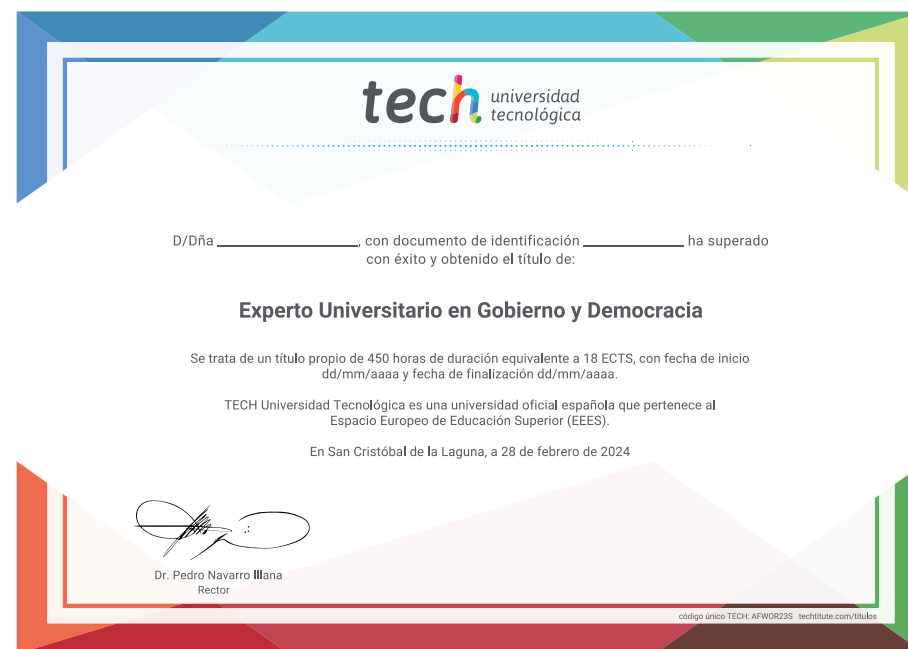 tech universidad
tecnológica
D/Dña ____________________, con documento de identificación ______________ ha superado
con éxito y obtenido el título de:
Experto Universitario en Gobierno y Democracia
Se trata de un título propio de 450 horas de duración equivalente a 18 ECTS, con fecha de inicio
dd/mm/aaaa y fecha de finalización dd/mm/aaaa.
TECH Universidad Tecnológica es una universidad oficial española que pertenece al
Espacio Europeo de Educación Superior (EEES).
En San Cristóbal de la Laguna, a 28 de febrero de 2024
Dr. Pedro Navarro Illana
Rector
código único TECH: AFWOR23S techtitute.com/titulos